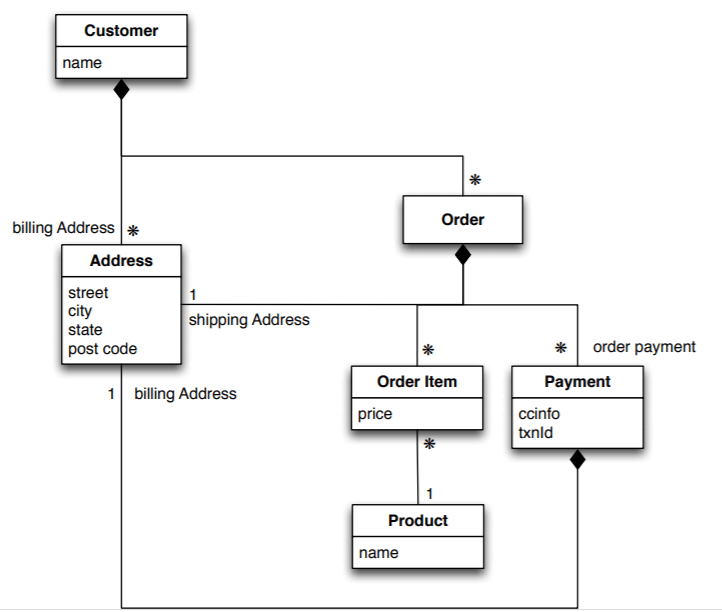 Customer
name
*
Order
billing Address *
Address
street
city
state
post code
1
shipping Address
*
* order payment
1 billing Address
Order Item
price
Payment
ccinfo
txnId
*
1
Product
name